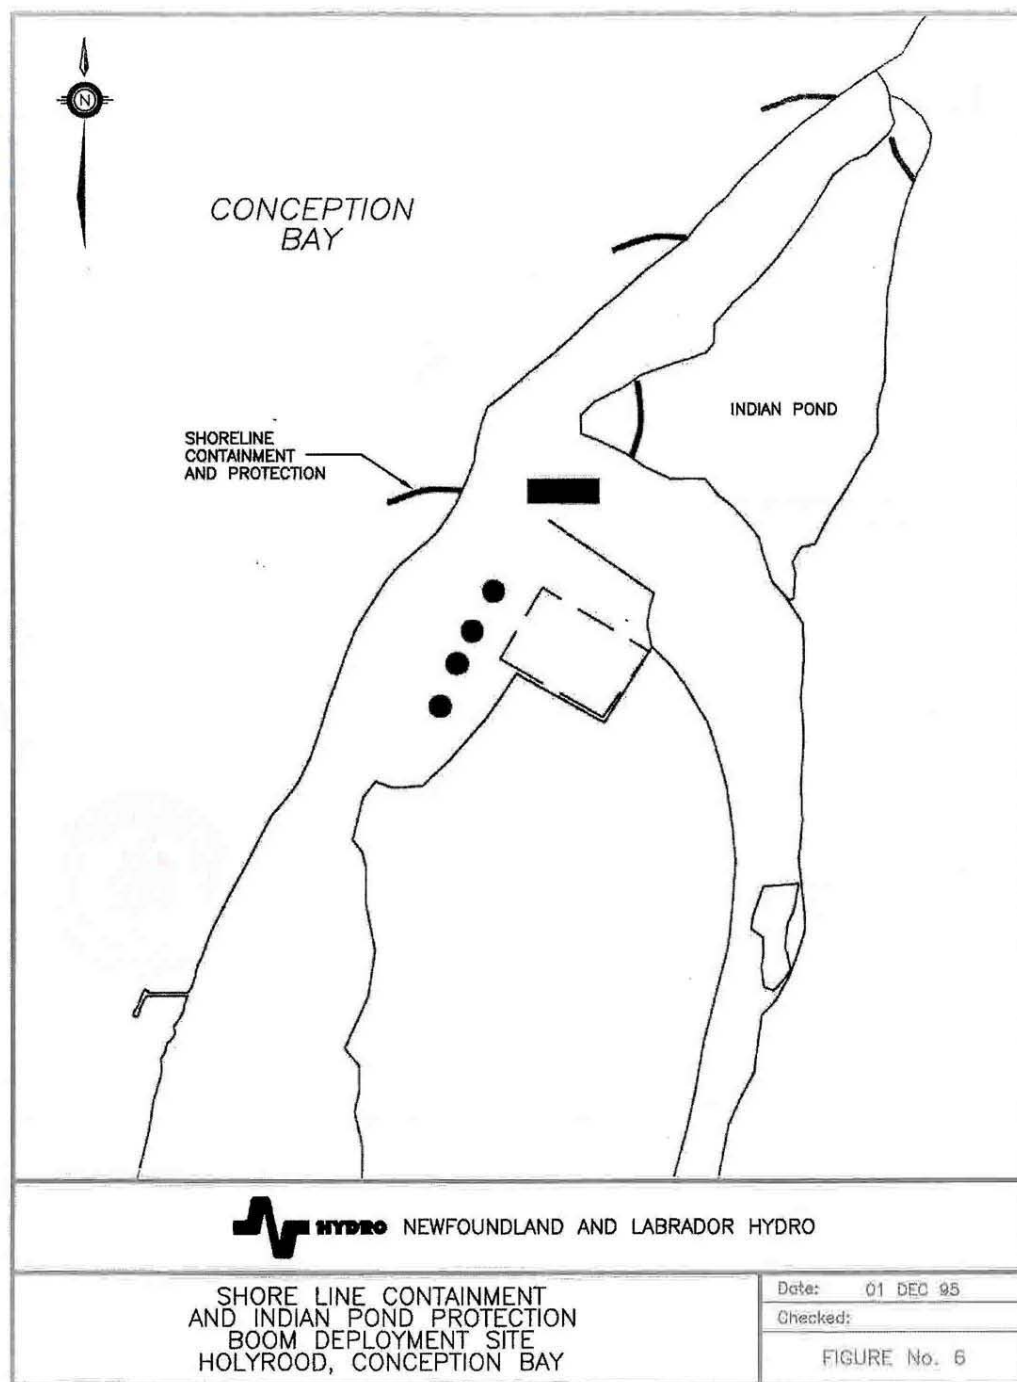 N
CONCEPTION
BAY
INDIAN POND
SHORELINE
CONTAINMENT
AND PROTECTION
HYDRO NEWFOUNDLAND AND LABRADOR HYDRO
SHORE LINE CONTAINMENT
AND INDIAN POND PROTECTION
BOOM DEPLOYMENT SITE
HOLYROOD, CONCEPTION BAY
Date: 01 DEC 95
Checked:
FIGURE No. 6